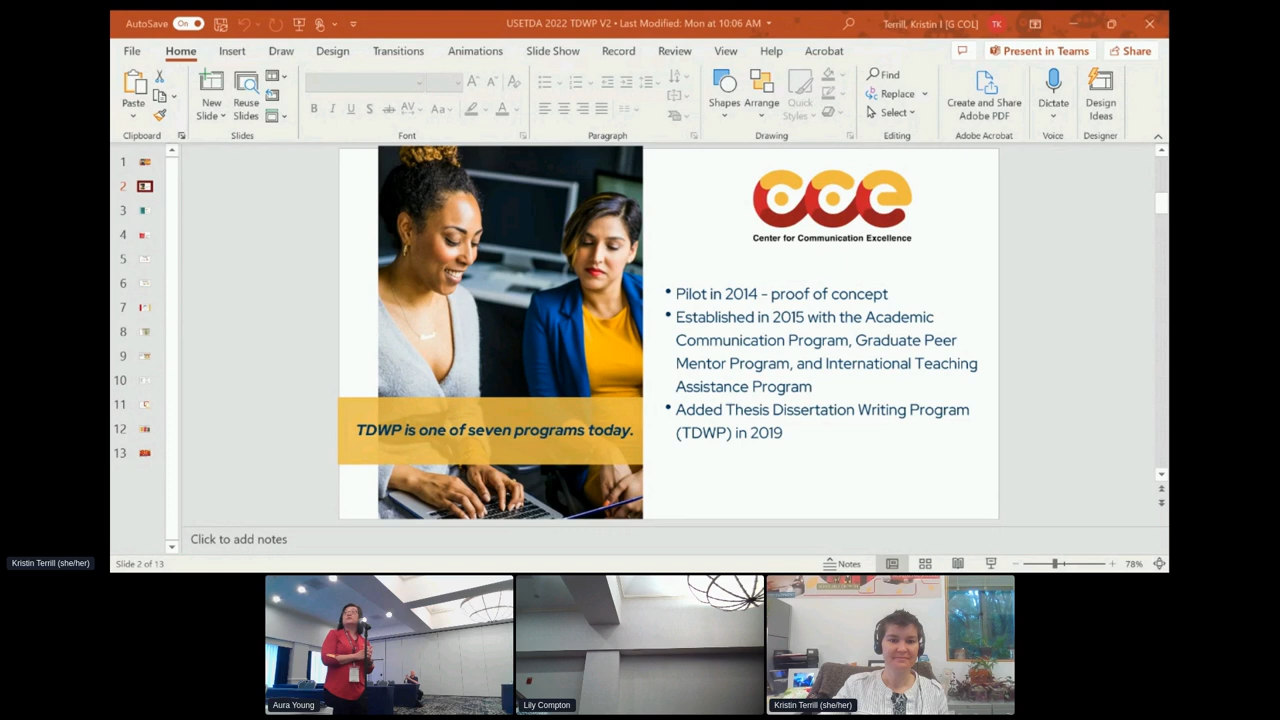 AutoSave On USETDA 2022 TDWP V2 • Last Modified: Mon at 10:06 AM Terrill, Kristin I [G COL] TK
File Home Insert Draw Design Transitions Animations Slide Show Record Review View Help Acrobat Present in Teams Share
Paste New Slide Reuse Slides Shapes Arrange Quick Styles Find Replace Select Create and Share Adobe PDF Dictate Design Ideas
B I U S ab AV Aa A
Clipboard Slides Font Paragraph Drawing Editing Adobe Acrobat Voice Designer
1
2
3
4
5
6
7
8
9
10
11
12
13
cce
Center for Communication Excellence
• Pilot in 2014 - proof of concept
• Established in 2015 with the Academic
Communication Program, Graduate Peer
Mentor Program, and International Teaching
Assistance Program
• Added Thesis Dissertation Writing Program
(TDWP) in 2019
TDWP is one of seven programs today.
Click to add notes
Slide 2 of 13 Notes 78%
Kristin Terrill (she/her)
Aura Young
Lily Compton
Kristin Terrill (she/her)